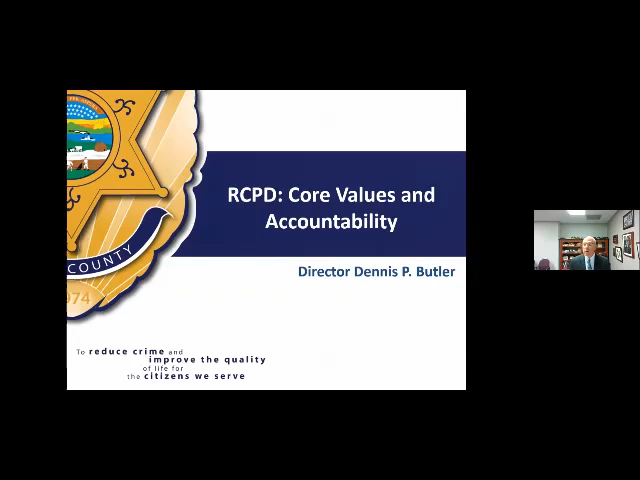 RCPD: Core Values and
Accountability
Director Dennis P. Butler
COUNTY
1974
To reduce crime and
improve the quality
of life for
the citizens we serve